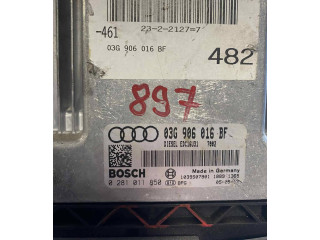 -461
23-2-2127=7
03G 906 016 BF
482
897
03G 906 016 BF
DIESEL EDC16U31
Made in Germany
BOSCH
0 281 011 850